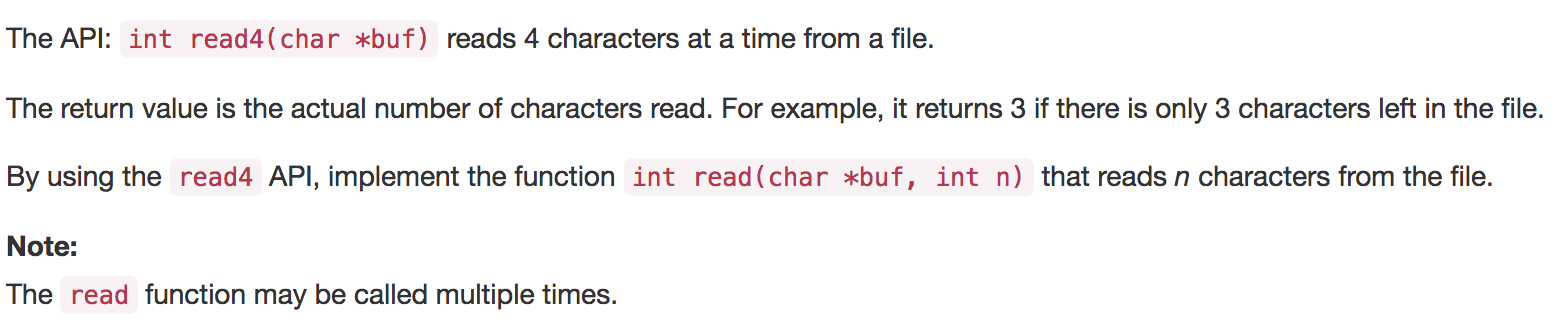 The API: int read4(char *buf) reads 4 characters at a time from a file.
The return value is the actual number of characters read. For example, it returns 3 if there is only 3 characters left in the file.
By using the read4 API, implement the function int read(char *buf, int n) that reads n characters from the file.
Note:
The read function may be called multiple times.